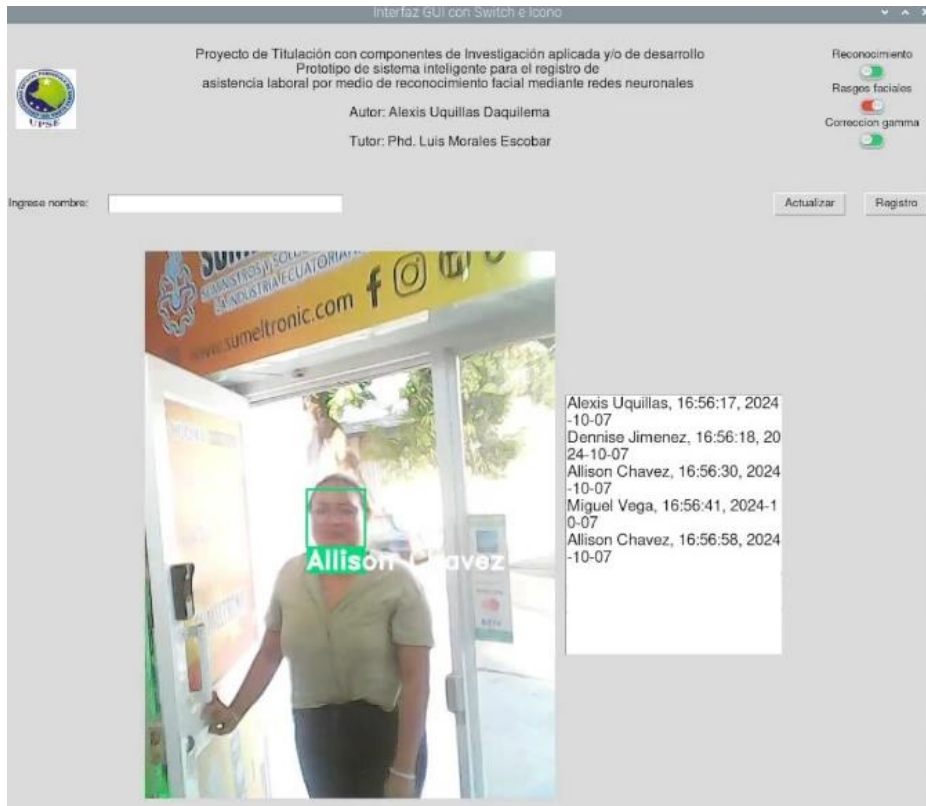 Interfaz GUI con Switch e Icono
Proyecto de Titulación con componentes de Investigación aplicada y/o de desarrollo
Prototipo de sistema inteligente para el registro de
asistencia laboral por medio de reconocimiento facial mediante redes neuronales
Autor: Alexis Uquillas Daquilema
Tutor: Phd. Luis Morales Escobar
UPSE
Reconocimiento
Rasgos faciales
Correccion gamma
Ingrese nombre:
Actualizar
Registro
SUMINISTROS Y
LA INDUSTRIA ECUATORIANA
www.sumeltronic.com
Allison Chavez
Alexis Uquillas, 16:56:17, 2024
-10-07
Dennise Jimenez, 16:56:18, 20
24-10-07
Allison Chavez, 16:56:30, 2024
-10-07
Miguel Vega, 16:56:41, 2024-1
0-07
Allison Chavez, 16:56:58, 2024
-10-07